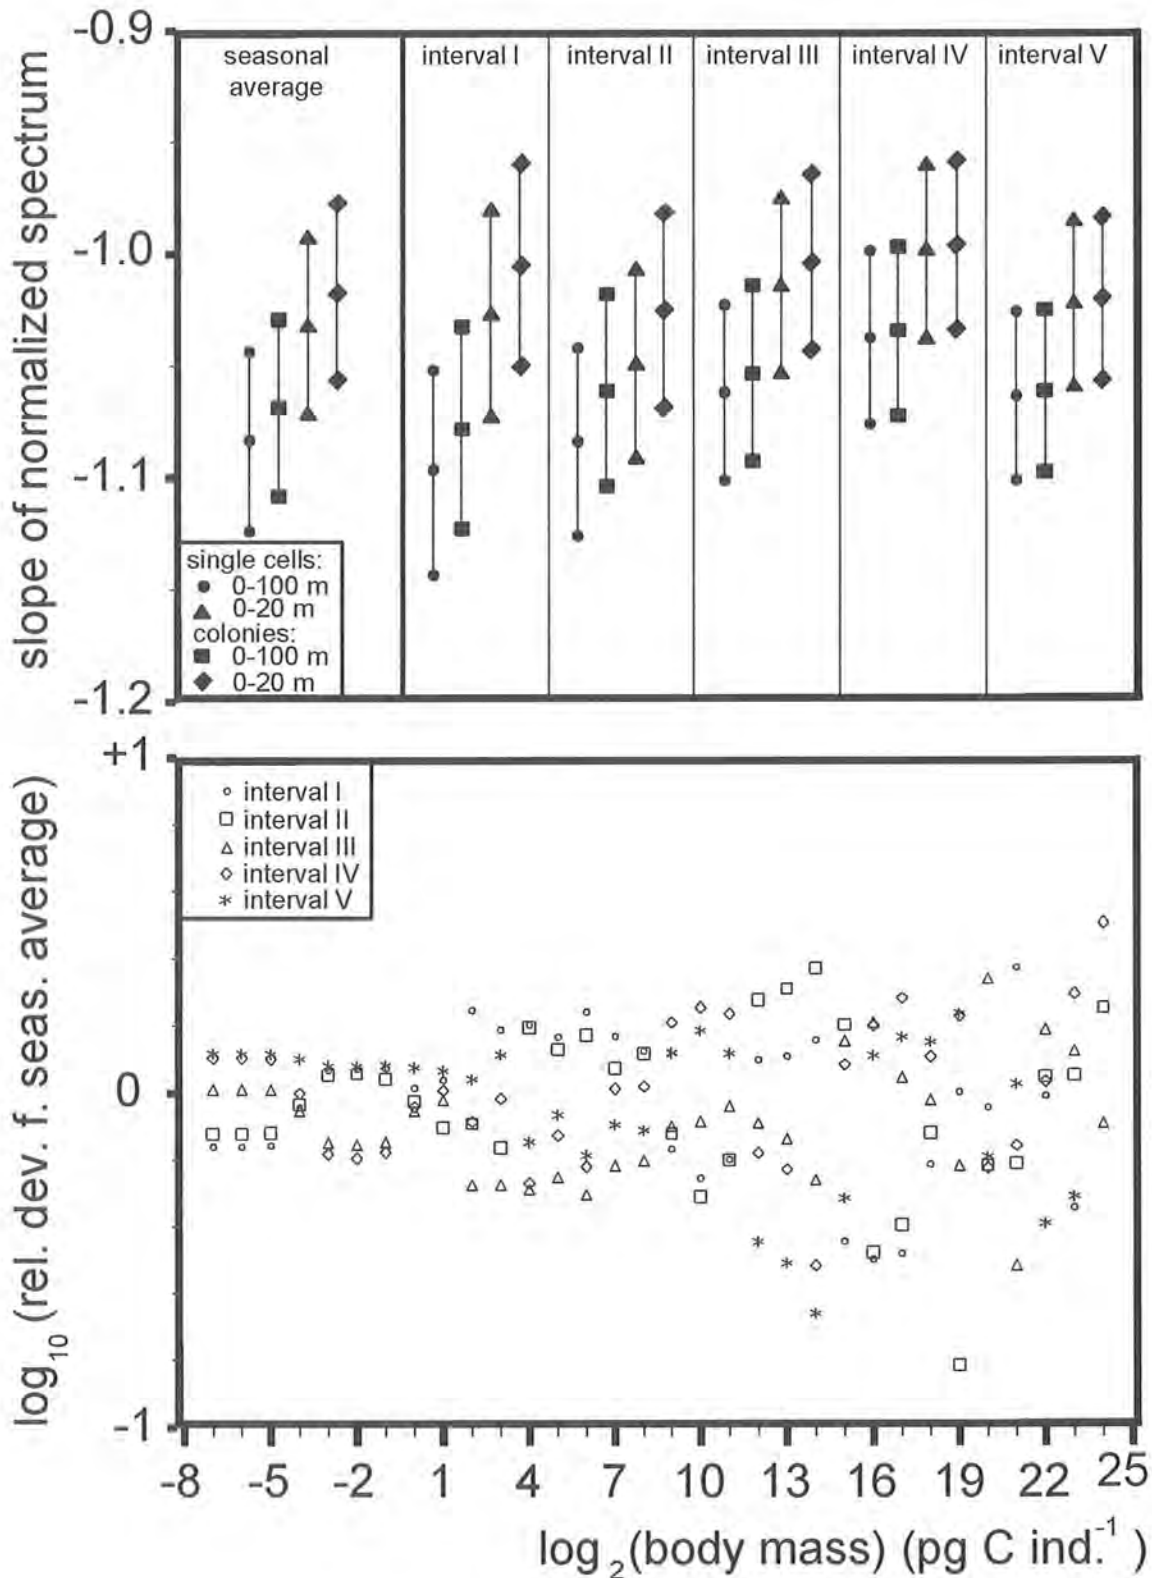 slope of normalized spectrum
-0.9
-1.0
-1.1
-1.2
seasonal
average
interval I
interval II
interval III
interval IV
interval V
single cells:
0-100 m
0-20 m
colonies:
0-100 m
0-20 m
log10 (rel. dev. f. seas. average)
+1
0
-1
interval I
interval II
interval III
interval IV
interval V
-8 -5 -2 1 4 7 10 13 16 19 22 25
log2 (body mass) (pg C ind.-1)